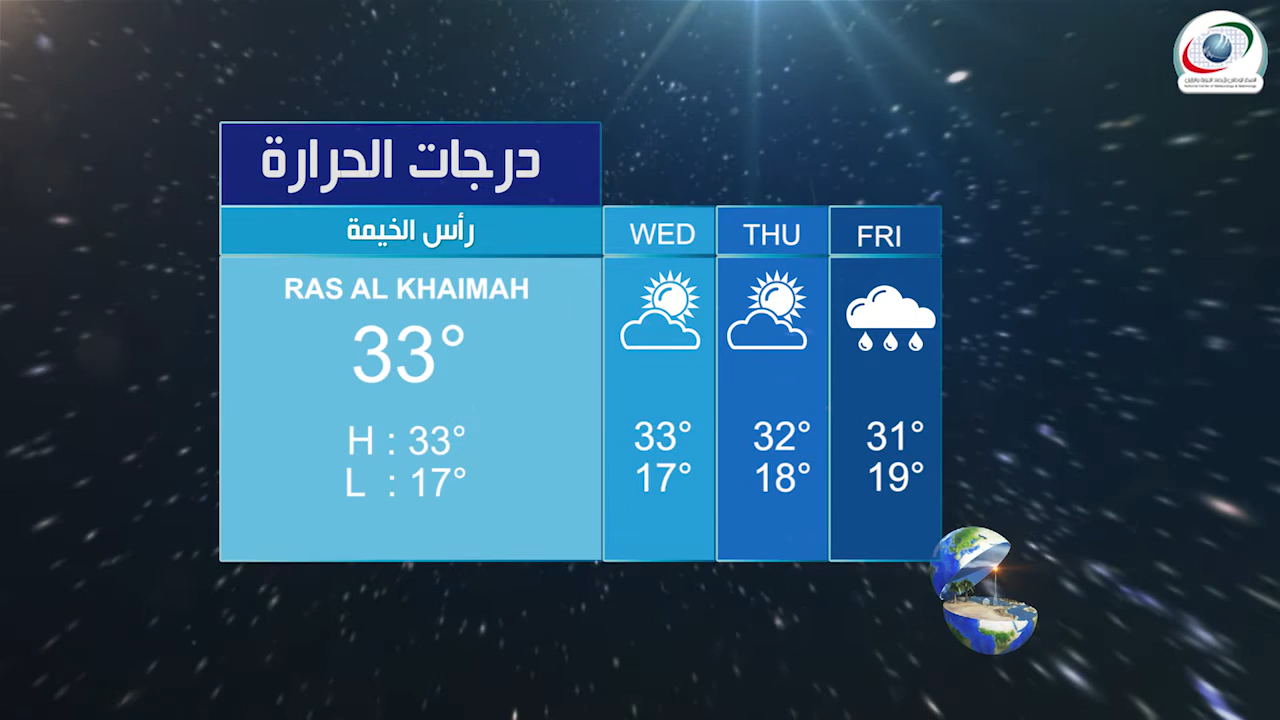 درجات الحرارة
رأس الخيمة
WED THU FRI
RAS AL KHAIMAH
33°
H : 33°
L : 17°
33° 32° 31°
17° 18° 19°